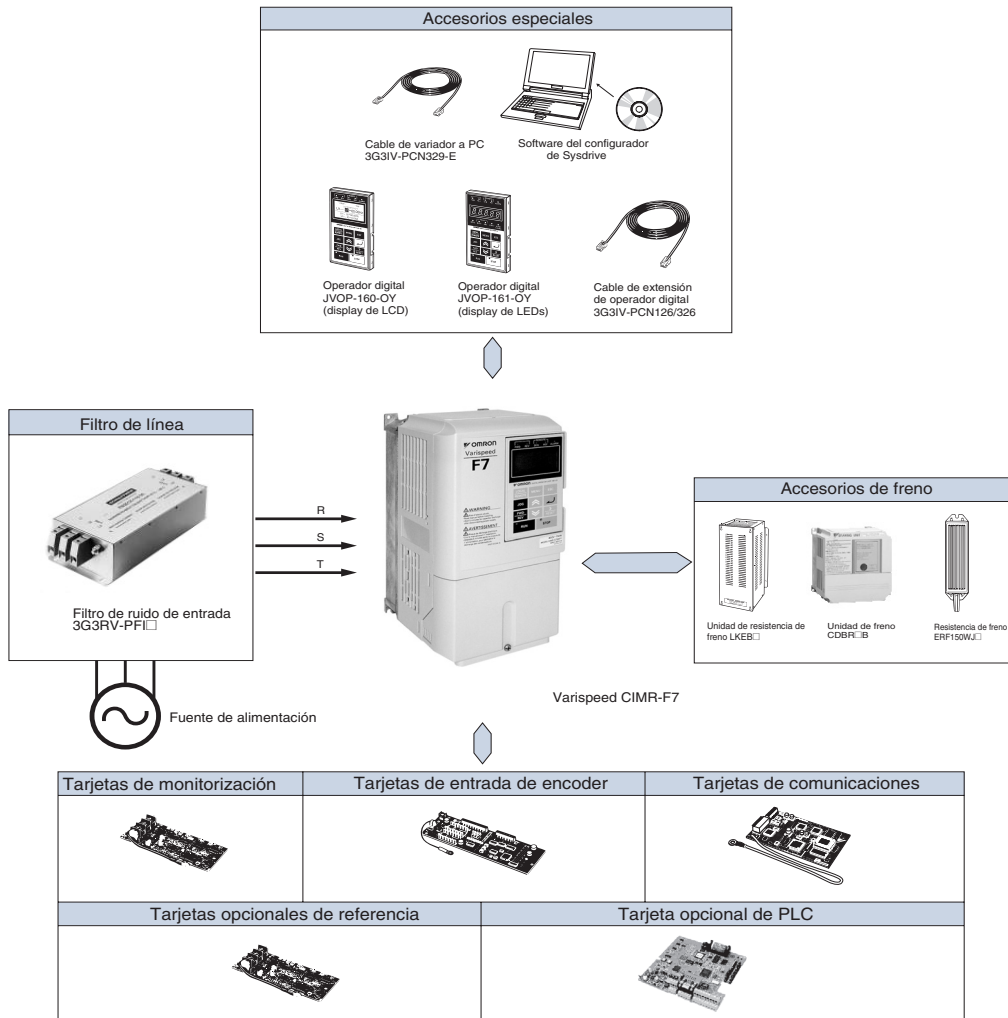 Accesorios especiales
Cable de variador a PC
3G3IV-PCN329-E
Software del configurador
de Sysdrive
Operador digital
JVOP-160-OY
(display de LCD)
Operador digital
JVOP-161-OY
(display de LEDs)
Cable de extensión
de operador digital
3G3IV-PCN126/326
Filtro de línea
Filtro de ruido de entrada
3G3RV-PFI□
R
S
T
Fuente de alimentación
OMRON
Varispeed
F7
WARNING
AVERTISSEMENT
Varispeed CIMR-F7
Accesorios de freno
Unidad de resistencia de
freno LKEB□
Unidad de freno
CDBR□B
Resistencia de freno
ERF150WJ□
Tarjetas de monitorización
Tarjetas de entrada de encoder
Tarjetas de comunicaciones
Tarjetas opcionales de referencia
Tarjeta opcional de PLC